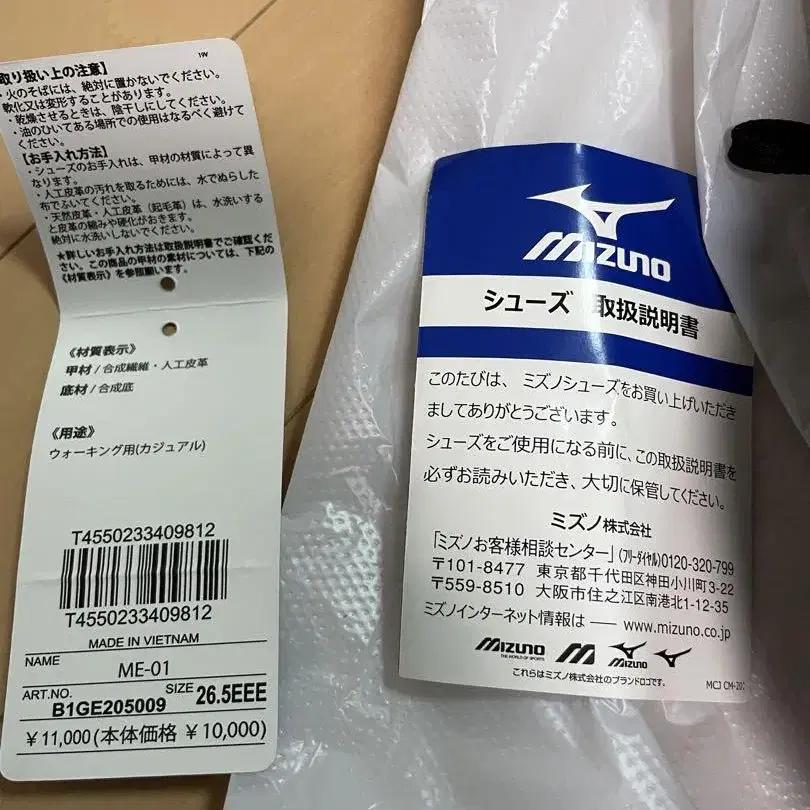 19V
取り扱い上の注意】
・火のそばには、絶対に置かないでください。
軟化又は変形することがあります。
・乾燥させるときは、陰干しにしてください。
・油のひいてある場所での使用はなるべく避けて
ください。
【お手入れ方法】
・シューズのお手入れは、甲材の材質によって異
なります。
・人工皮革の汚れを取るためには、水でぬらした
布でふいてください。
・天然皮革・人工皮革（起毛革）は、水洗いする
と皮革の縮みや硬化がおきます。
絶対に水洗いしないでください。
★詳しいお手入れ方法は取扱説明書でご確認くだ
さい。この商品の甲材の素材については、下記の
《材質表示》を参照願います。
《材質表示》
甲材 / 合成繊維・人工皮革
底材 / 合成底
《用途》
ウォーキング用(カジュアル)
T4550233409812
T4550233409812
MADE IN VIETNAM
NAME ME-01
ART.NO. B1GE205009 SIZE 26.5EEE
￥11,000(本体価格 ￥10,000)
MIZUNO
シューズ 取扱説明書
このたびは、ミズノシューズをお買い上げいただき
ましてありがとうございます。
シューズをご使用になる前に、この取扱説明書を
必ずお読みいただき、大切に保管してください。
ミズノ株式会社
「ミズノお客様相談センター」(フリーダイヤル)0120-320-799
〒101-8477 東京都千代田区神田小川町3-22
〒559-8510 大阪市住之江区南港北1-12-35
ミズノインターネット情報は ── www.mizuno.co.jp
MIZUNO
THE WORLD OF SPORTS
MIZUNO
これらはミズノ株式会社のブランドロゴです。
MCJ CM-20